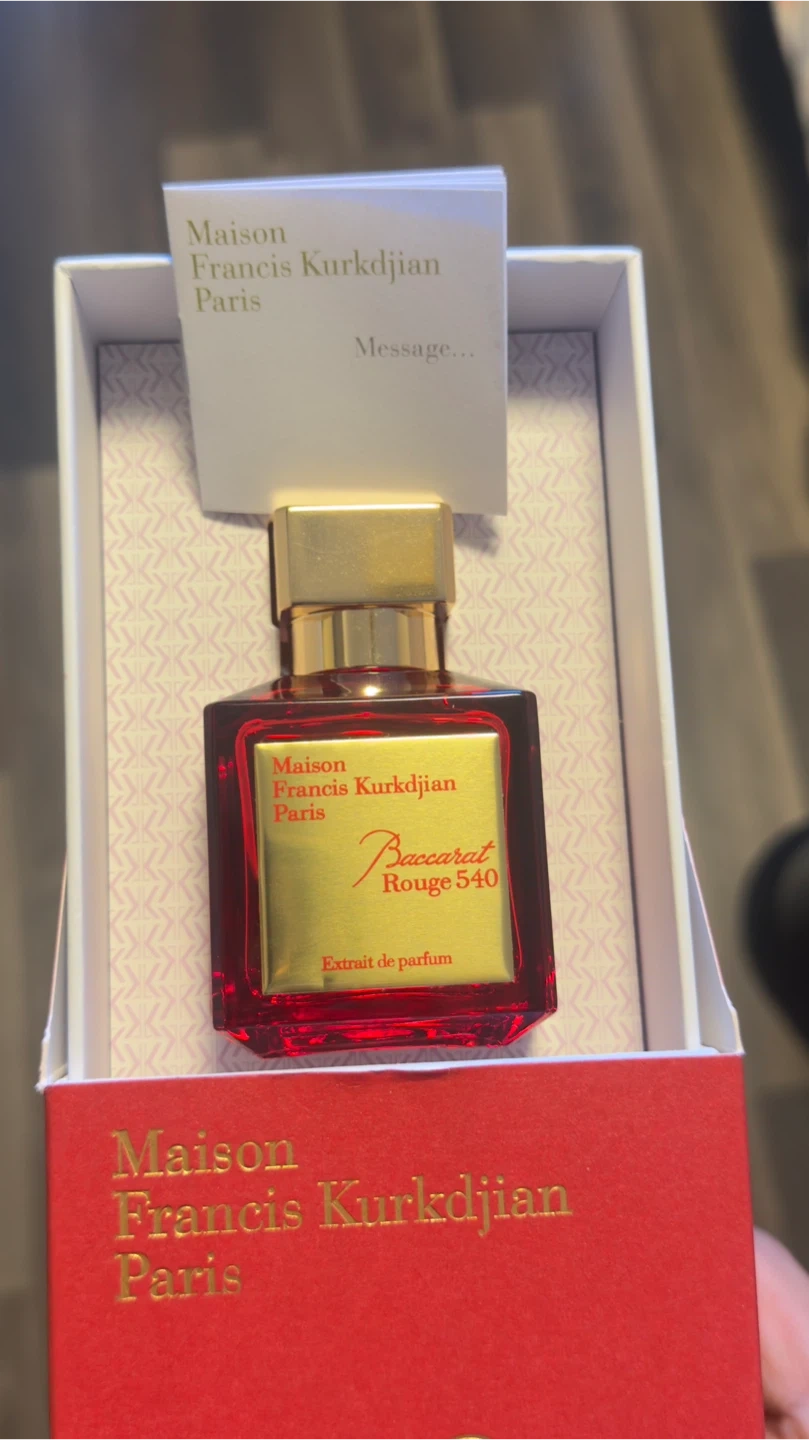 Maison
Francis Kurkdjian
Paris
Message...
Maison
Francis Kurkdjian
Paris
Baccarat
Rouge 540
Extrait de parfum
Maison
Francis Kurkdjian
Paris